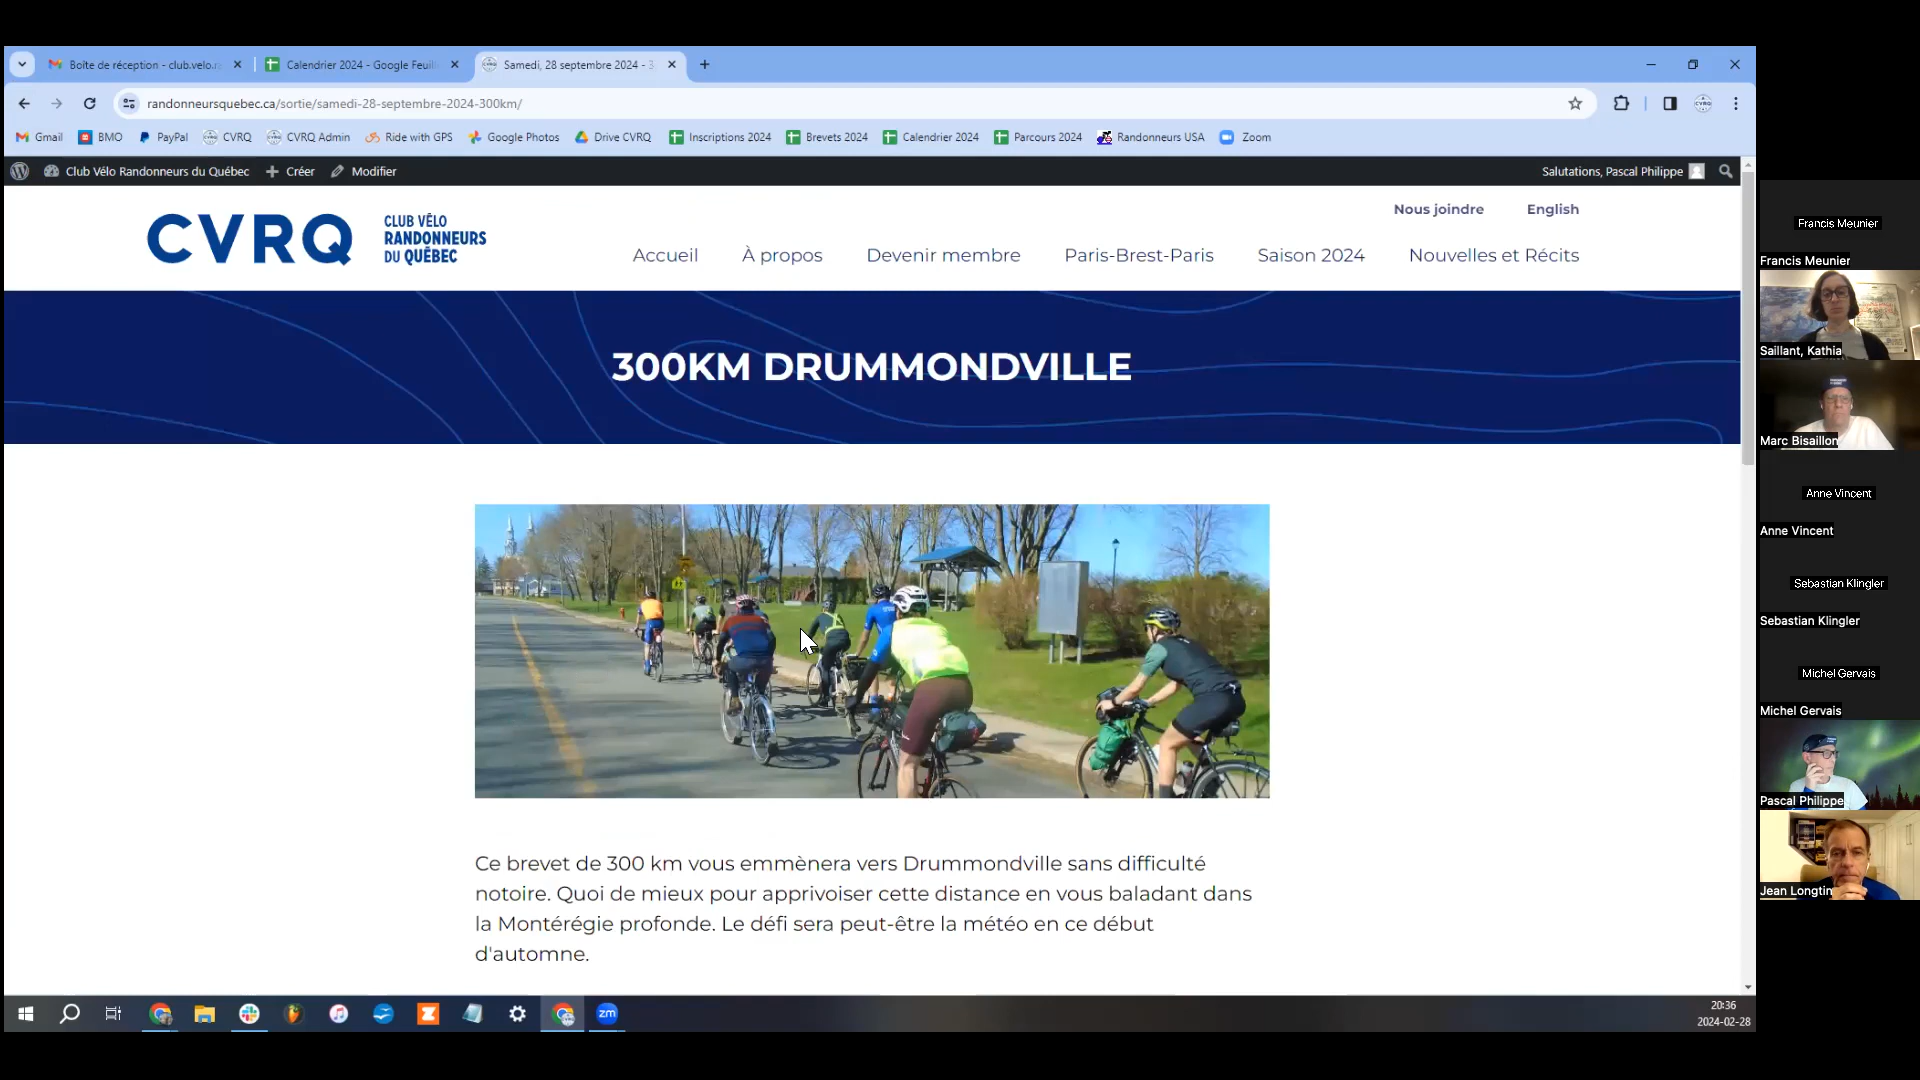 Boîte de réception - club.velo.r
Calendrier 2024 - Google Feuill
Samedi, 28 septembre 2024 - 3
randonneursquebec.ca/sortie/samedi-28-septembre-2024-300km/
Gmail BMO PayPal CVRQ CVRQ Admin Ride with GPS Google Photos Drive CVRQ Inscriptions 2024 Brevets 2024 Calendrier 2024 Parcours 2024 Randonneurs USA Zoom
Club Vélo Randonneurs du Québec Créer Modifier Salutations, Pascal Philippe
CVRQ
CLUB VÉLO
RANDONNEURS
DU QUÉBEC
Nous joindre English
Accueil À propos Devenir membre Paris-Brest-Paris Saison 2024 Nouvelles et Récits
300KM DRUMMONDVILLE
Ce brevet de 300 km vous emmènera vers Drummondville sans difficulté
notoire. Quoi de mieux pour apprivoiser cette distance en vous baladant dans
la Montérégie profonde. Le défi sera peut-être la météo en ce début
d'automne.
zm
20:36
2024-02-28
Francis Meunier
Francis Meunier
Saillant, Kathia
Marc Bisaillon
Anne Vincent
Anne Vincent
Sebastian Klingler
Sebastian Klingler
Michel Gervais
Michel Gervais
Pascal Philippe
Jean Longtin